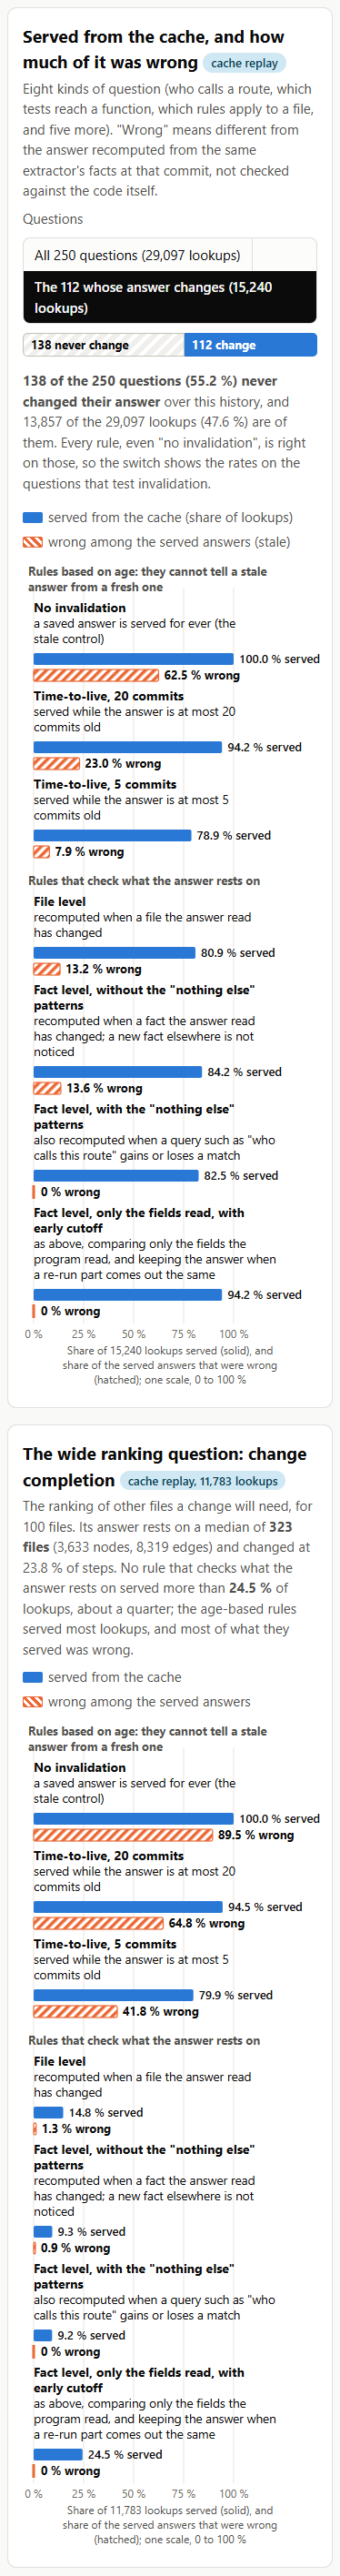 Served from the cache, and how
much of it was wrong cache replay
Eight kinds of question (who calls a route, which
tests reach a function, which rules apply to a file,
and five more). "Wrong" means different from
the answer recomputed from the same
extractor's facts at that commit, not checked
against the code itself.
Questions
All 250 questions (29,097 lookups)
The 112 whose answer changes (15,240
lookups)
138 never change 112 change
138 of the 250 questions (55.2 %) never
changed their answer over this history, and
13,857 of the 29,097 lookups (47.6 %) are of
them. Every rule, even "no invalidation", is right
on those, so the switch shows the rates on the
questions that test invalidation.
served from the cache (share of lookups)
wrong among the served answers (stale)
Rules based on age: they cannot tell a stale
answer from a fresh one
No invalidation
a saved answer is served for ever (the
stale control)
100.0 % served
62.5 % wrong
Time-to-live, 20 commits
served while the answer is at most 20
commits old
94.2 % served
23.0 % wrong
Time-to-live, 5 commits
served while the answer is at most 5
commits old
78.9 % served
7.9 % wrong
Rules that check what the answer rests on
File level
recomputed when a file the answer read
has changed
80.9 % served
13.2 % wrong
Fact level, without the "nothing else"
patterns
recomputed when a fact the answer read
has changed; a new fact elsewhere is not
noticed
84.2 % served
13.6 % wrong
Fact level, with the "nothing else"
patterns
also recomputed when a query such as "who
calls this route" gains or loses a match
82.5 % served
0 % wrong
Fact level, only the fields read, with
early cutoff
as above, comparing only the fields the
program read, and keeping the answer when
a re-run part comes out the same
94.2 % served
0 % wrong
0 % 25 % 50 % 75 % 100 %
Share of 15,240 lookups served (solid), and
share of the served answers that were wrong
(hatched); one scale, 0 to 100 %
The wide ranking question: change
completion cache replay, 11,783 lookups
The ranking of other files a change will need, for
100 files. Its answer rests on a median of 323
files (3,633 nodes, 8,319 edges) and changed at
23.8 % of steps. No rule that checks what the
answer rests on served more than 24.5 % of
lookups, about a quarter; the age-based rules
served most lookups, and most of what they
served was wrong.
served from the cache
wrong among the served answers
Rules based on age: they cannot tell a stale
answer from a fresh one
No invalidation
a saved answer is served for ever (the
stale control)
100.0 % served
89.5 % wrong
Time-to-live, 20 commits
served while the answer is at most 20
commits old
94.5 % served
64.8 % wrong
Time-to-live, 5 commits
served while the answer is at most 5
commits old
79.9 % served
41.8 % wrong
Rules that check what the answer rests on
File level
recomputed when a file the answer read
has changed
14.8 % served
1.3 % wrong
Fact level, without the "nothing else"
patterns
recomputed when a fact the answer read
has changed; a new fact elsewhere is not
noticed
9.3 % served
0.9 % wrong
Fact level, with the "nothing else"
patterns
also recomputed when a query such as "who
calls this route" gains or loses a match
9.2 % served
0 % wrong
Fact level, only the fields read, with
early cutoff
as above, comparing only the fields the
program read, and keeping the answer when
a re-run part comes out the same
24.5 % served
0 % wrong
0 % 25 % 50 % 75 % 100 %
Share of 11,783 lookups served (solid), and
share of the served answers that were wrong
(hatched); one scale, 0 to 100 %